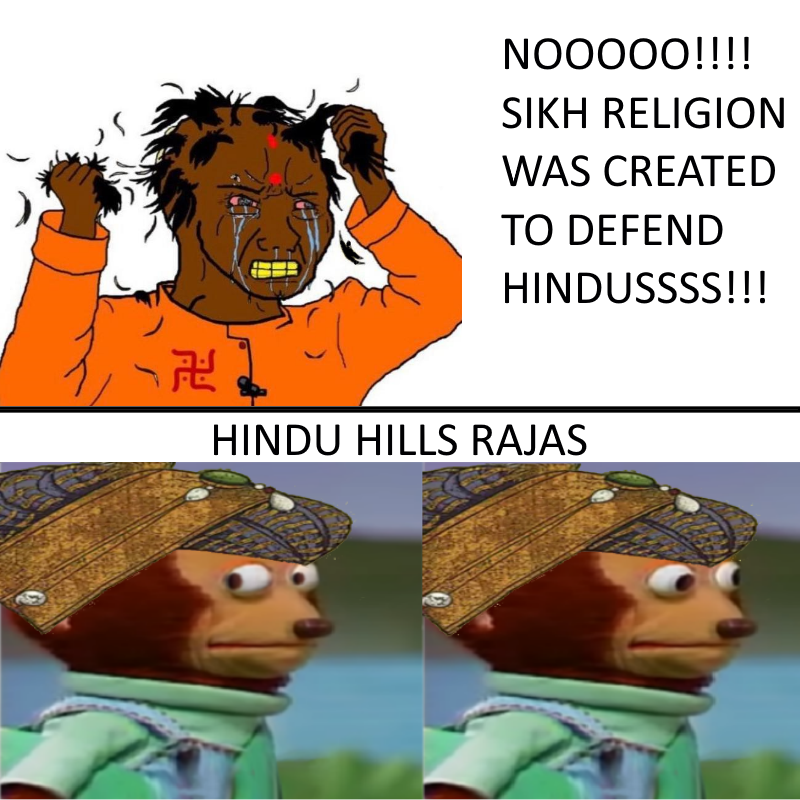 NOOOOO!!!!
SIKH RELIGION
WAS CREATED
TO DEFEND
HINDUSSSS!!!
HINDU HILLS RAJAS